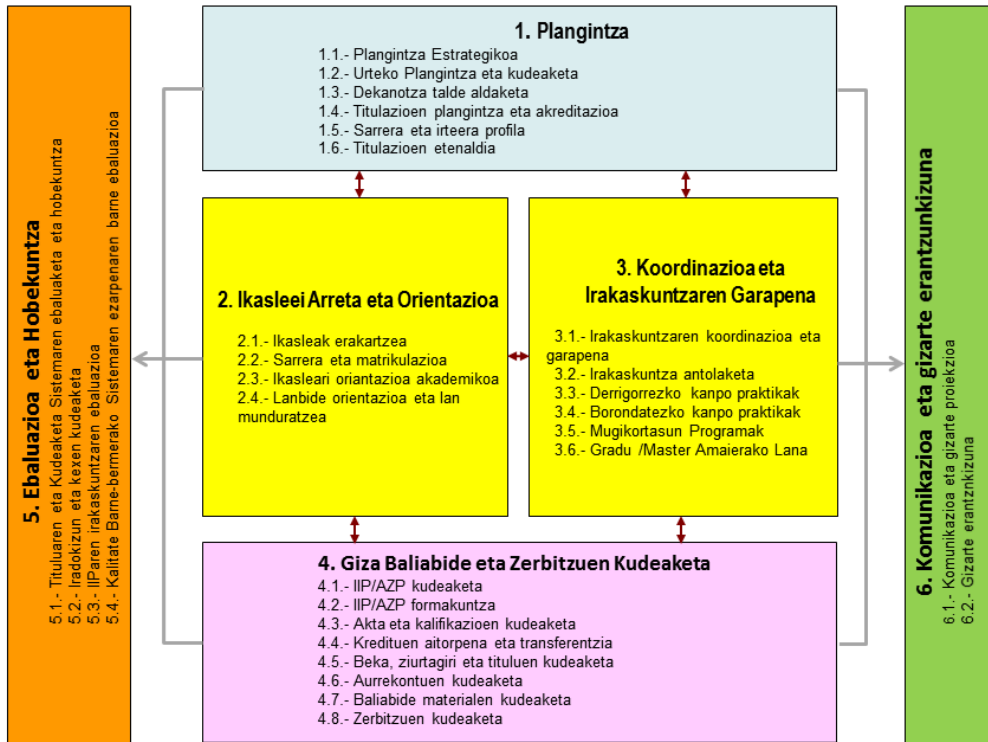 1. Plangintza
1.1.- Plangintza Estrategikoa
1.2.- Urteko Plangintza eta kudeaketa
1.3.- Dekanotza talde aldaketa
1.4.- Titulazioen plangintza eta akreditazioa
1.5.- Sarrera eta irteera profila
1.6.- Titulazioen etenaldia
2. Ikasleei Arreta eta Orientazioa
2.1.- Ikasleak erakartzea
2.2.- Sarrera eta matrikulazioa
2.3.- Ikasleari oriantazioa akademikoa
2.4.- Lanbide orientazioa eta lan
munduratzea
3. Koordinazioa eta
Irakaskuntzaren Garapena
3.1.- Irakaskuntzaren koordinazioa eta
garapena
3.2.- Irakaskuntza antolaketa
3.3.- Derrigorrezko kanpo praktikak
3.4.- Borondatezko kanpo praktikak
3.5.- Mugikortasun Programak
3.6.- Gradu /Master Amaierako Lana
4. Giza Baliabide eta Zerbitzuen Kudeaketa
4.1.- IIP/AZP kudeaketa
4.2.- IIP/AZP formakuntza
4.3.- Akta eta kalifikazioen kudeaketa
4.4.- Kredituen aitorpena eta transferentzia
4.5.- Beka, ziurtagiri eta tituluen kudeaketa
4.6.- Aurrekontuen kudeaketa
4.7.- Baliabide materialen kudeaketa
4.8.- Zerbitzuen kudeaketa
5. Ebaluazioa eta Hobekuntza
5.1.- Tituluaren eta Kudeaketa Sistemaren ebaluaketa eta hobekuntza
5.2.- Iradokizun eta kexen kudeaketa
5.3.- IIParen irakaskuntzaren ebaluazioa
5.4.- Kalitate Barne-bermerako Sistemaren ezarpenaren barne ebaluazioa
6. Komunikazioa eta gizarte erantzunkizuna
6.1.- Komunikazioa eta gizarte proiekzioa
6.2.- Gizarte erantznkizuna